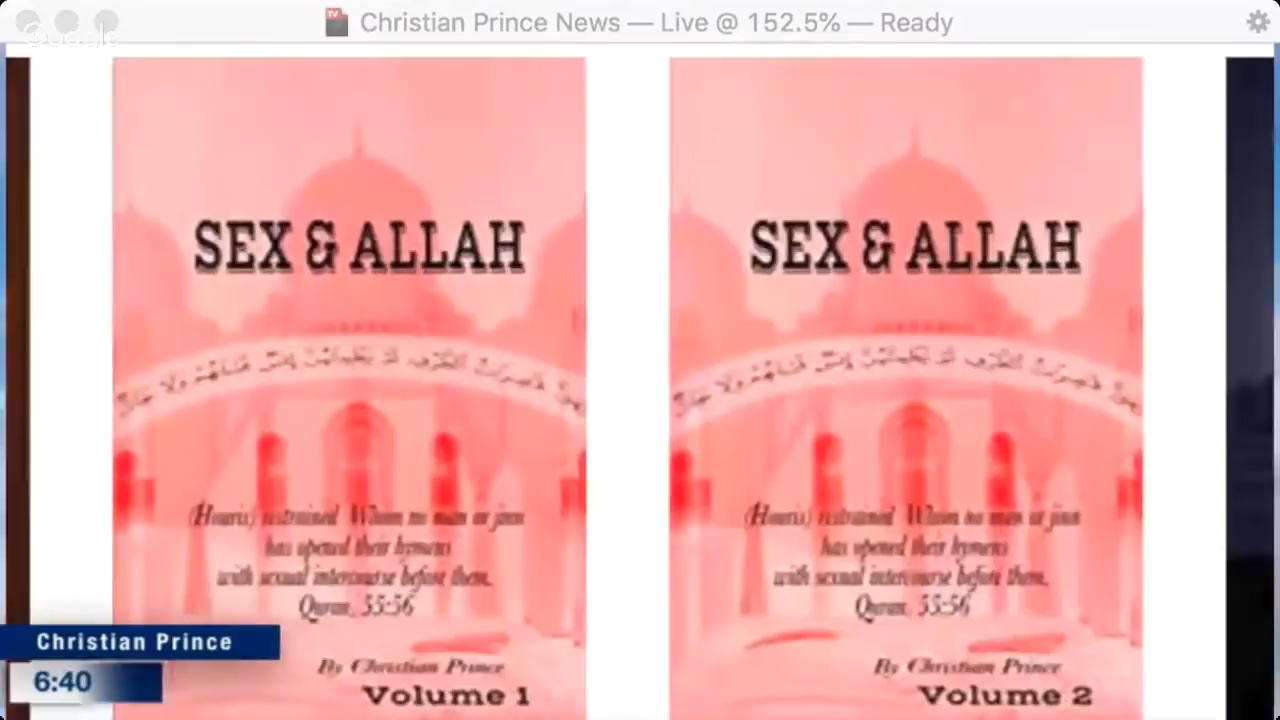 Christian Prince News — Live @ 152.5% — Ready
Google
SEX & ALLAH
(Houris) restrained Whom no man or jinn
has opened their hymens
with sexual intercourse before them.
Quran, 55:56
By Christian Prince
Volume 1
SEX & ALLAH
(Houris) restrained Whom no man or jinn
has opened their hymens
with sexual intercourse before them.
Quran, 55:56
By Christian Prince
Volume 2
Christian Prince
6:40